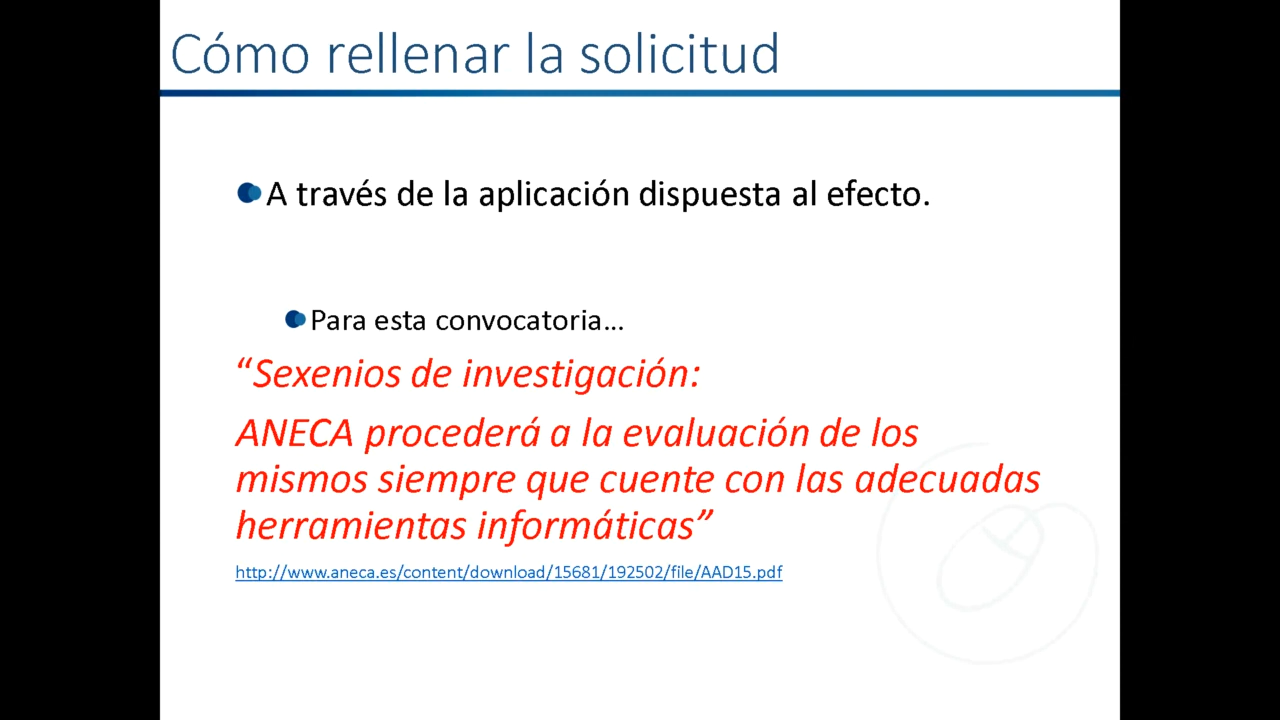 Cómo rellenar la solicitud
A través de la aplicación dispuesta al efecto.
Para esta convocatoria...
“Sexenios de investigación:
ANECA procederá a la evaluación de los
mismos siempre que cuente con las adecuadas
herramientas informáticas”
http://www.aneca.es/content/download/15681/192502/file/AAD15.pdf